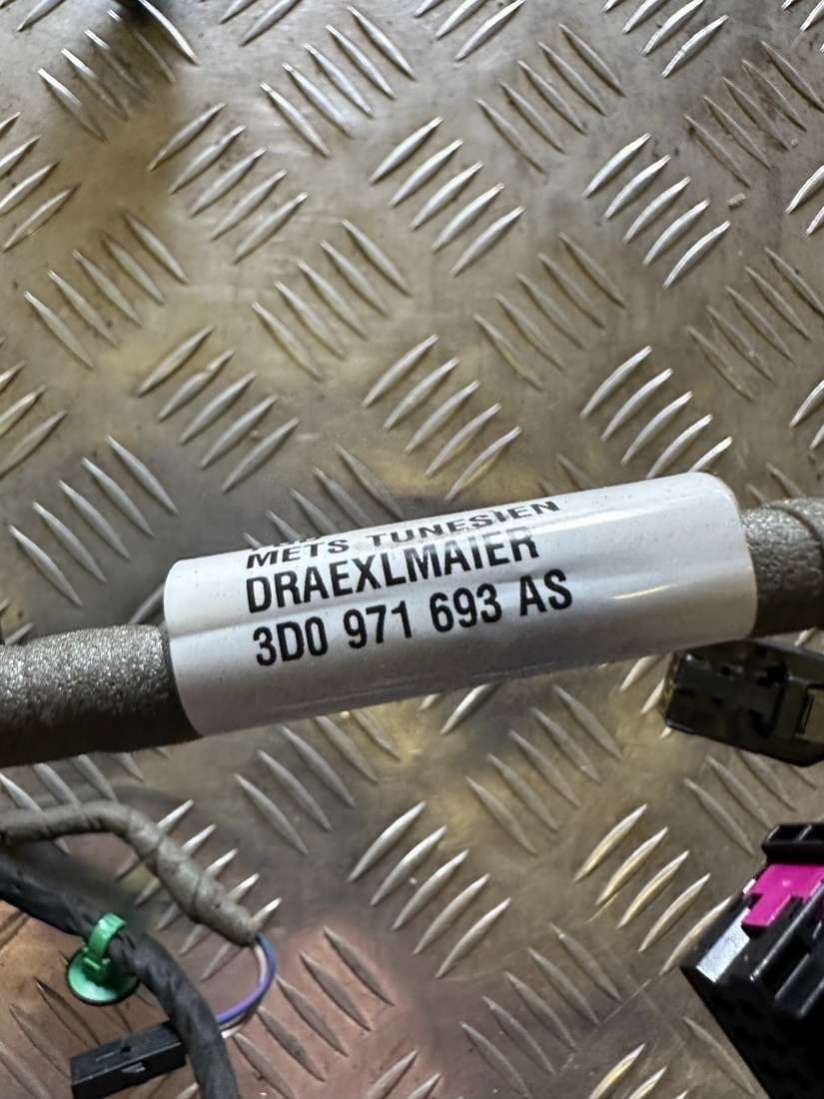 METS TUNESIEN
DRAEXLMAIER
3D0 971 693 AS